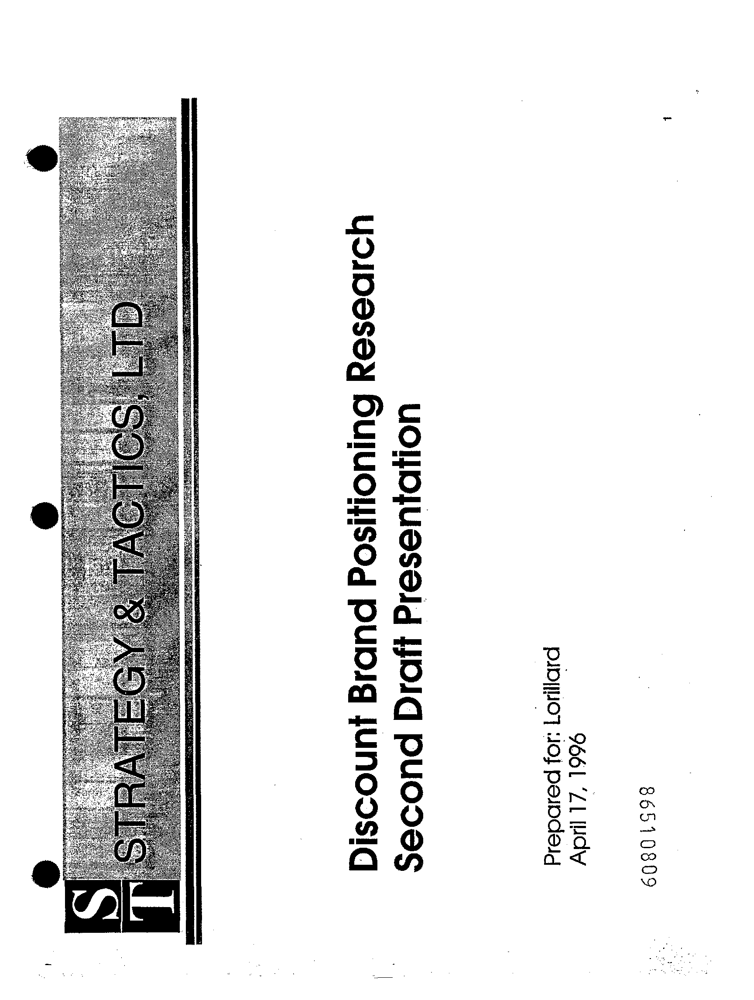 S
T
STRATEGY & TACTICS, LTD
Discount Brand Positioning Research
Second Draft Presentation
Prepared for: Lorillard
April 17, 1996
86510809
1